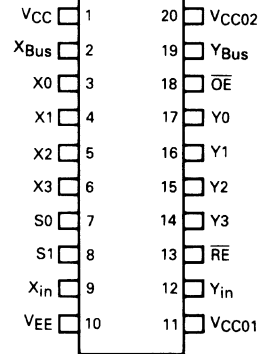 VCC 1 20 VCC02
XBus 2 19 YBus
X0 3 18 OE
X1 4 17 Y0
X2 5 16 Y1
X3 6 15 Y2
S0 7 14 Y3
S1 8 13 RE
Xin 9 12 Yin
VEE 10 11 VCC01